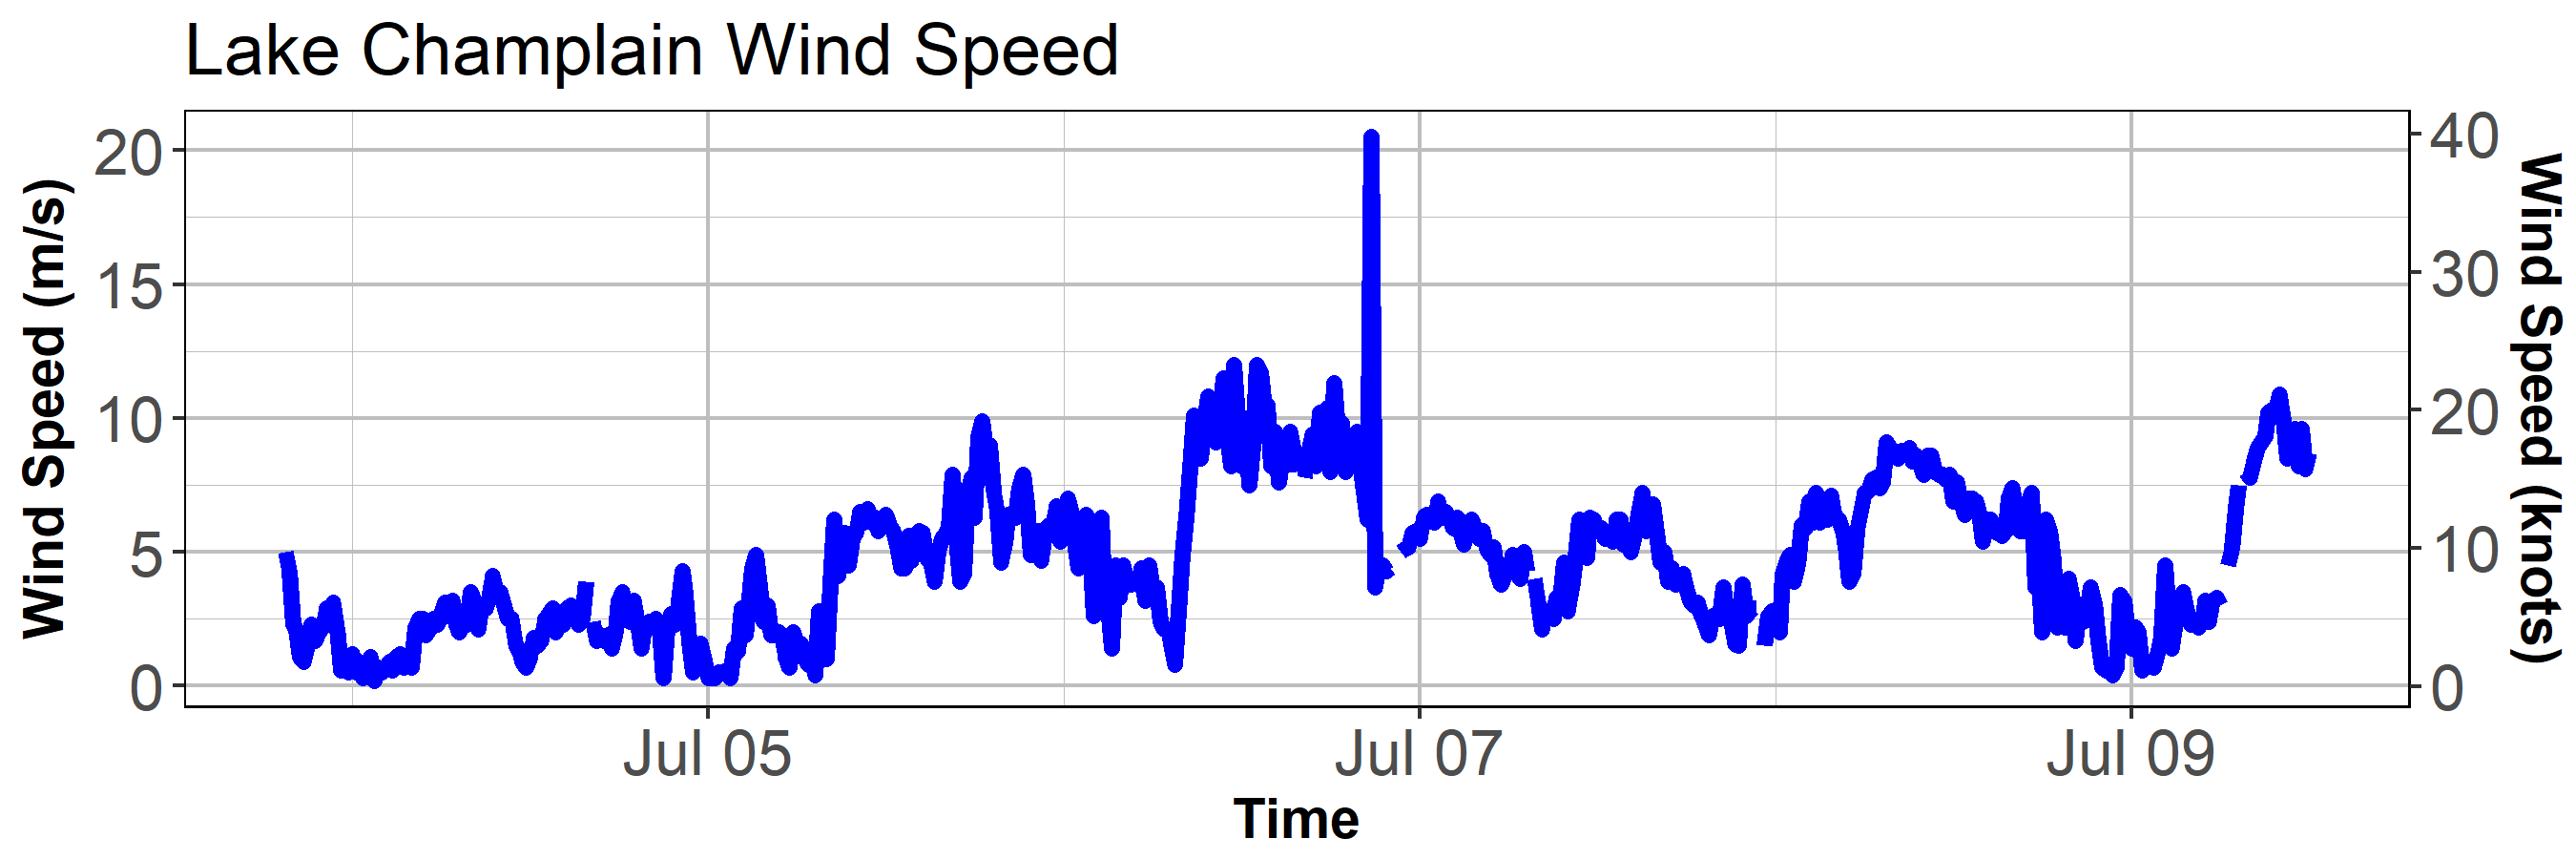 Lake Champlain Wind Speed
Wind Speed (m/s)
20
15
10
5
0
40
30
20
10
0
Wind Speed (knots)
Jul 05
Jul 07
Jul 09
Time